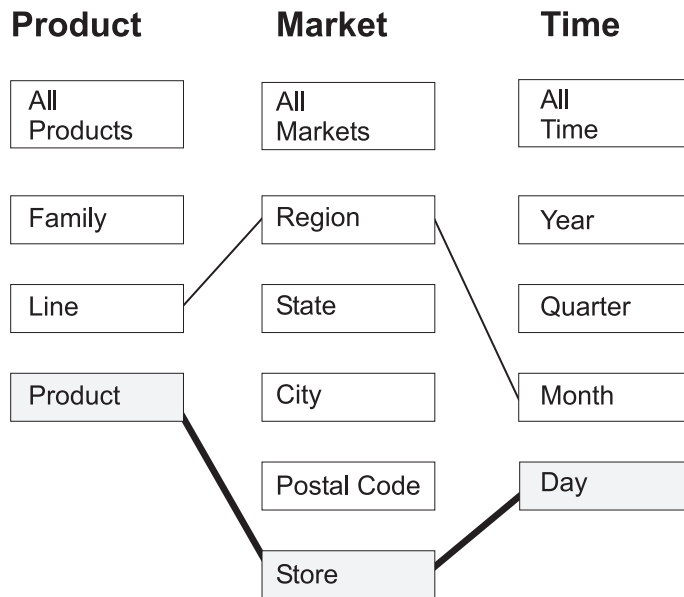 Product
Market
Time
All
Products
All
Markets
All
Time
Family
Region
Year
Line
State
Quarter
Product
City
Month
Postal Code
Day
Store